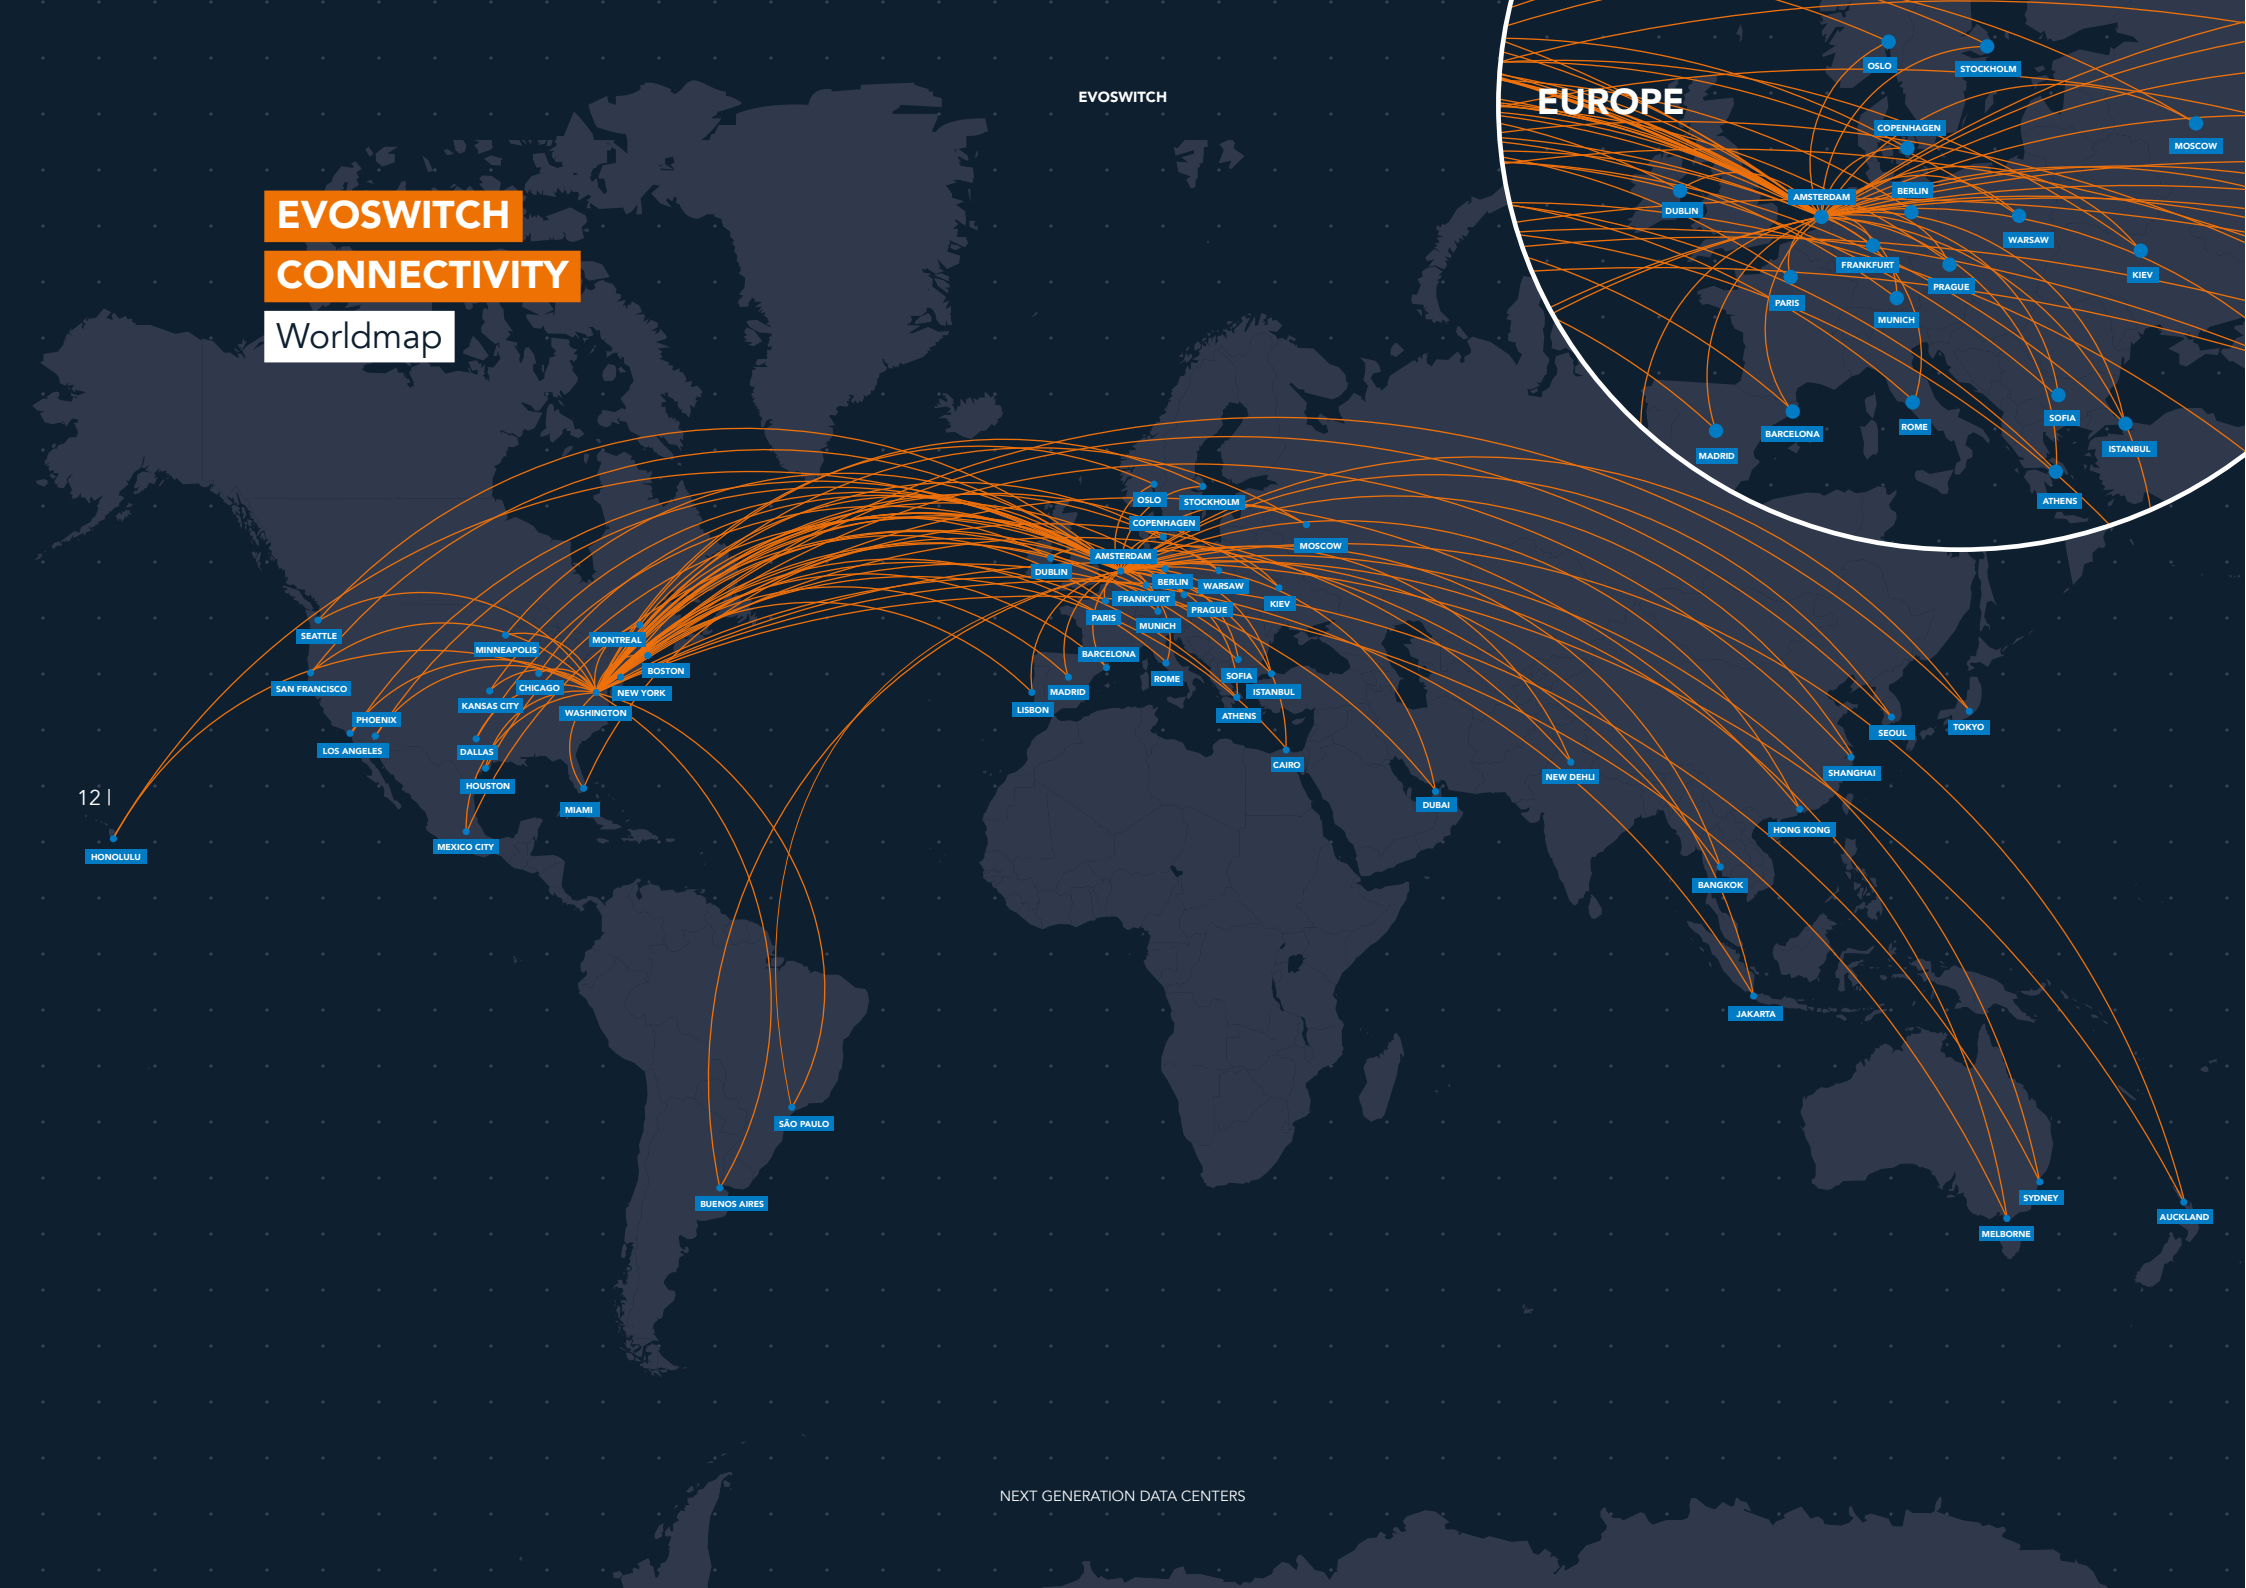 EVOSWITCH
EVOSWITCH
CONNECTIVITY
Worldmap
EUROPE
OSLO
STOCKHOLM
COPENHAGEN
MOSCOW
AMSTERDAM
BERLIN
DUBLIN
WARSAW
FRANKFURT
KIEV
PRAGUE
PARIS
MUNICH
SOFIA
ROME
BARCELONA
ISTANBUL
MADRID
ATHENS
OSLO
STOCKHOLM
COPENHAGEN
MOSCOW
AMSTERDAM
DUBLIN
BERLIN
WARSAW
FRANKFURT
KIEV
PRAGUE
PARIS
MUNICH
BARCELONA
ROME
SOFIA
ISTANBUL
MADRID
LISBON
ATHENS
CAIRO
SEATTLE
MINNEAPOLIS
MONTREAL
BOSTON
SAN FRANCISCO
CHICAGO
NEW YORK
KANSAS CITY
WASHINGTON
PHOENIX
LOS ANGELES
DALLAS
HOUSTON
MIAMI
MEXICO CITY
HONOLULU
12 |
DUBAI
NEW DEHLI
SEOUL
TOKYO
SHANGHAI
HONG KONG
BANGKOK
JAKARTA
SÃO PAULO
BUENOS AIRES
SYDNEY
MELBORNE
AUCKLAND
NEXT GENERATION DATA CENTERS